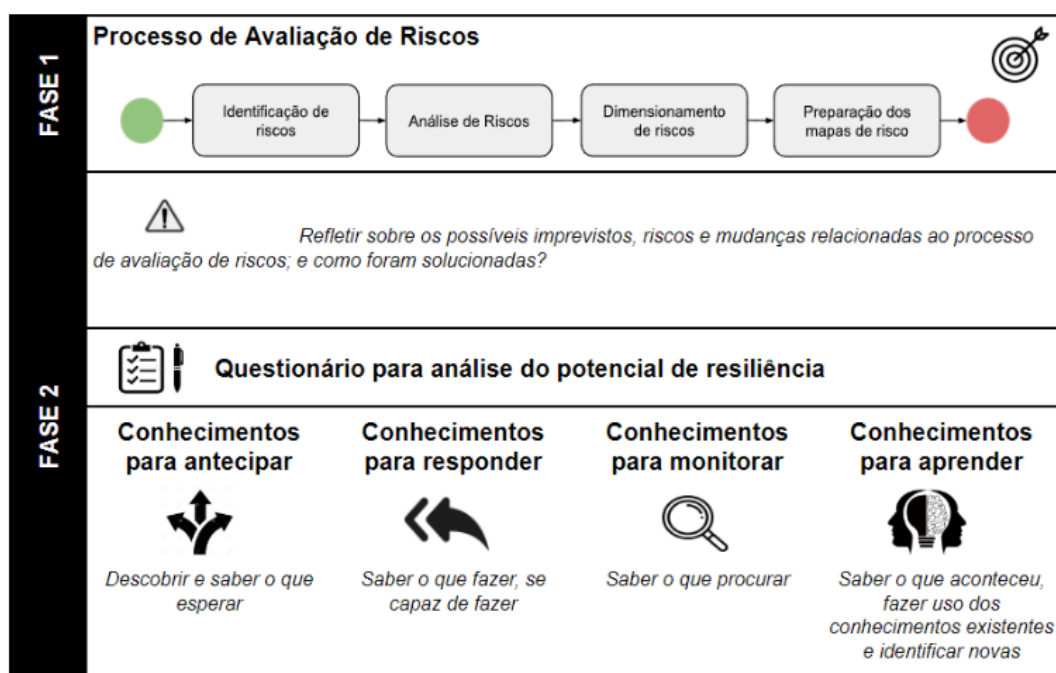 FASE 1
Processo de Avaliação de Riscos
Identificação de
riscos
Análise de Riscos
Dimensionamento
de riscos
Preparação dos
mapas de risco
Refletir sobre os possíveis imprevistos, riscos e mudanças relacionadas ao processo
de avaliação de riscos; e como foram solucionadas?
FASE 2
Questionário para análise do potencial de resiliência
Conhecimentos
para antecipar
Descobrir e saber o que
esperar
Conhecimentos
para responder
Saber o que fazer, se
capaz de fazer
Conhecimentos
para monitorar
Saber o que procurar
Conhecimentos
para aprender
Saber o que aconteceu,
fazer uso dos
conhecimentos existentes
e identificar novas